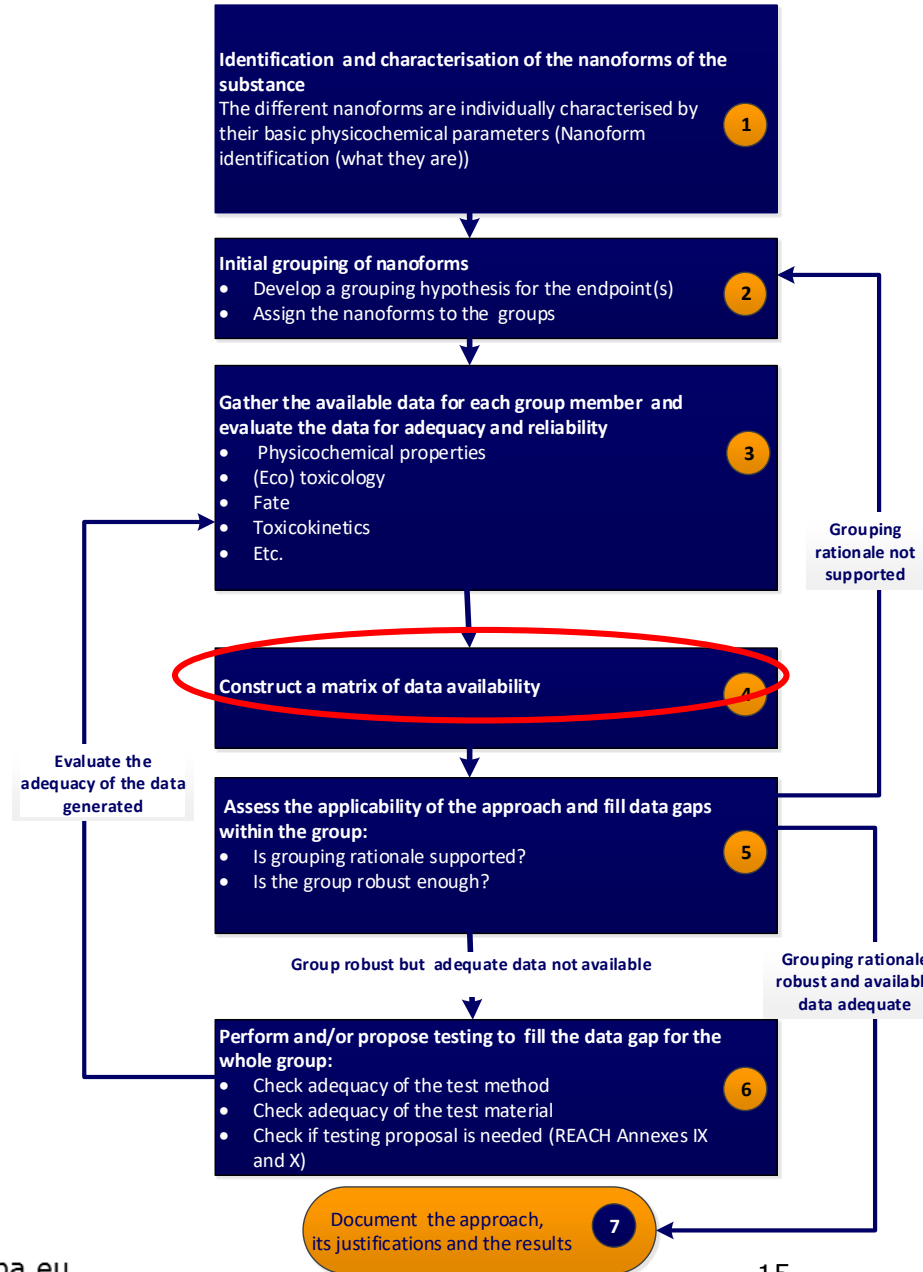 Identification and characterisation of the nanoforms of the
substance
The different nanoforms are individually characterised by
their basic physicochemical parameters (Nanoform
identification (what they are))
1
Initial grouping of nanoforms
• Develop a grouping hypothesis for the endpoint(s)
• Assign the nanoforms to the groups
2
Gather the available data for each group member and
evaluate the data for adequacy and reliability
• Physicochemical properties
• (Eco) toxicology
• Fate
• Toxicokinetics
• Etc.
3
Grouping
rationale not
supported
Construct a matrix of data availability
4
Evaluate the
adequacy of the data
generated
Assess the applicability of the approach and fill data gaps
within the group:
• Is grouping rationale supported?
• Is the group robust enough?
5
Group robust but adequate data not available
Grouping rationale
robust and availabl
data adequate
Perform and/or propose testing to fill the data gap for the
whole group:
• Check adequacy of the test method
• Check adequacy of the test material
• Check if testing proposal is needed (REACH Annexes IX
and X)
6
Document the approach,
its justifications and the results
7